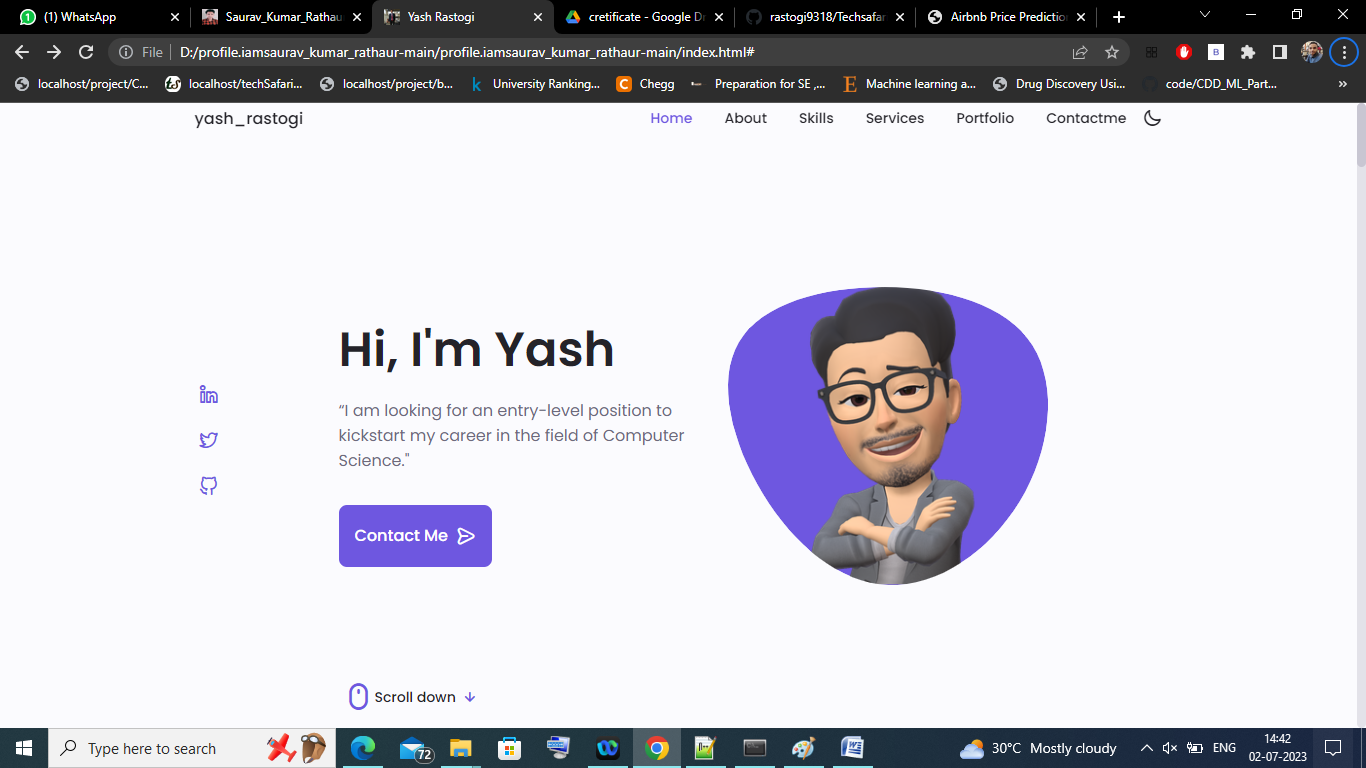 (1) WhatsApp
Saurav_Kumar_Rathau
Yash Rastogi
cretificate - Google Dr
rastogi9318/Techsafar
Airbnb Price Predictio
File
D:/profile.iamsaurav_kumar_rathaur-main/profile.iamsaurav_kumar_rathaur-main/index.html#
localhost/project/C...
localhost/techSafari...
localhost/project/b...
University Ranking...
Chegg
Preparation for SE ,...
Machine learning a...
Drug Discovery Usi...
code/CDD_ML_Part...
»
yash_rastogi
Home
About
Skills
Services
Portfolio
Contactme
Hi, I'm Yash
“I am looking for an entry-level position to
kickstart my career in the field of Computer
Science."
Contact Me
Scroll down
Type here to search
72
30°C Mostly cloudy
ENG
14:42
02-07-2023